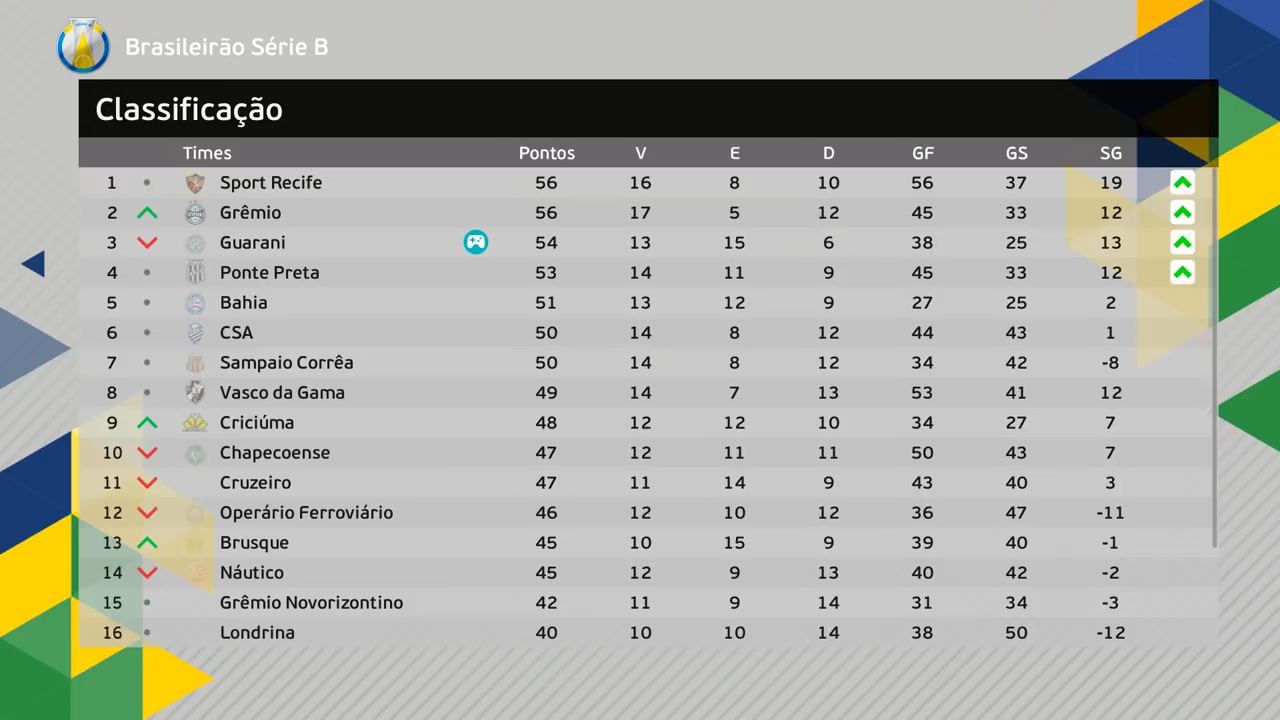 Brasileirão Série B
Classificação
Times Pontos V E D GF GS SG
1 Sport Recife 56 16 8 10 56 37 19
2 Grêmio 56 17 5 12 45 33 12
3 Guarani 54 13 15 6 38 25 13
4 Ponte Preta 53 14 11 9 45 33 12
5 Bahia 51 13 12 9 27 25 2
6 CSA 50 14 8 12 44 43 1
7 Sampaio Corrêa 50 14 8 12 34 42 -8
8 Vasco da Gama 49 14 7 13 53 41 12
9 Criciúma 48 12 12 10 34 27 7
10 Chapecoense 47 12 11 11 50 43 7
11 Cruzeiro 47 11 14 9 43 40 3
12 Operário Ferroviário 46 12 10 12 36 47 -11
13 Brusque 45 10 15 9 39 40 -1
14 Náutico 45 12 9 13 40 42 -2
15 Grêmio Novorizontino 42 11 9 14 31 34 -3
16 Londrina 40 10 10 14 38 50 -12